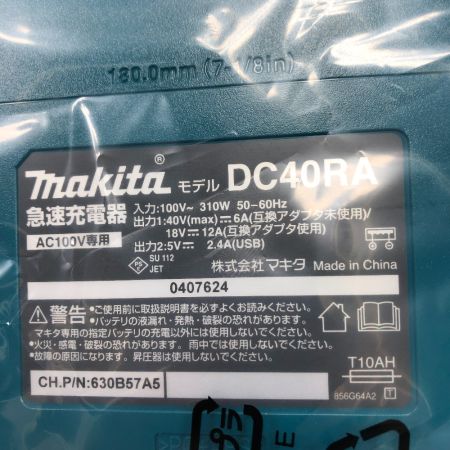 180.0mm (7-1/8in)
makita® モデル DC40RA
急速充電器
AC100V専用
入力:100V~ 310W 50-60Hz
出力1:40V(max)⎓6A(互換アダプタ未使用)/
18V⎓12A(互換アダプタ使用)
出力2:5V⎓ 2.4A(USB)
PS E SU 112
JET
株式会社マキタ Made in China
0407624
⚠警告
•ご使用前に取扱説明書を必ずよくお読みください。
•バッテリの液漏れ・発熱・破裂の恐れがあります。
マキタ専用の指定バッテリの充電以外には使用しないでください。
•火災・感電・破裂の恐れがあります。雨中では使用しないでください。
•故障の原因になります。昇圧器は使用しないでください。
T10AH
CH.P/N:630B57A5
856G64A2 T
E